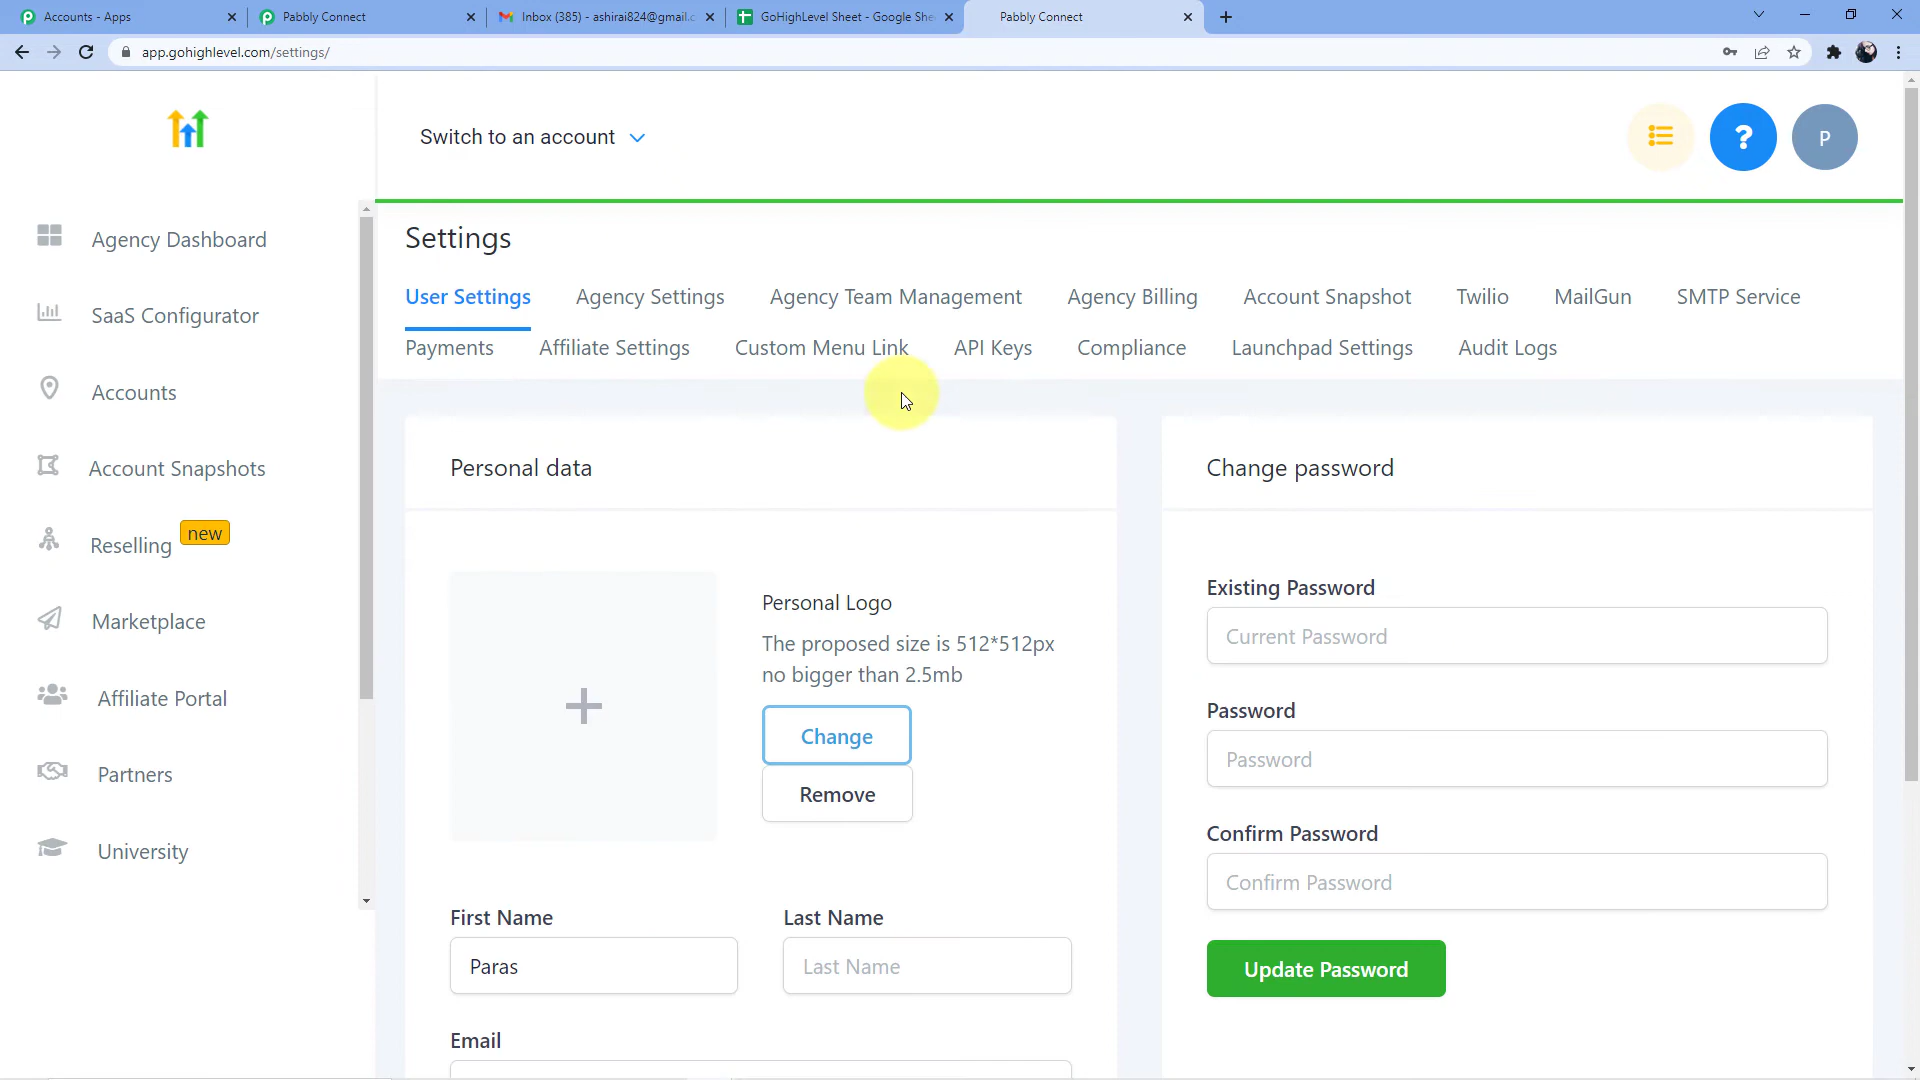 Accounts - Apps
Pabbly Connect
Inbox (385) - ashirai824@gmail.c
GoHighLevel Sheet - Google She
Pabbly Connect
app.gohighlevel.com/settings/
Switch to an account
?
P
Agency Dashboard
SaaS Configurator
Accounts
Account Snapshots
Reselling new
Marketplace
Affiliate Portal
Partners
University
Settings
User Settings Agency Settings Agency Team Management Agency Billing Account Snapshot Twilio MailGun SMTP Service
Payments Affiliate Settings Custom Menu Link API Keys Compliance Launchpad Settings Audit Logs
Personal data
Personal Logo
The proposed size is 512*512px
no bigger than 2.5mb
Change
Remove
First Name Last Name
Paras Last Name
Email
Change password
Existing Password
Current Password
Password
Password
Confirm Password
Confirm Password
Update Password